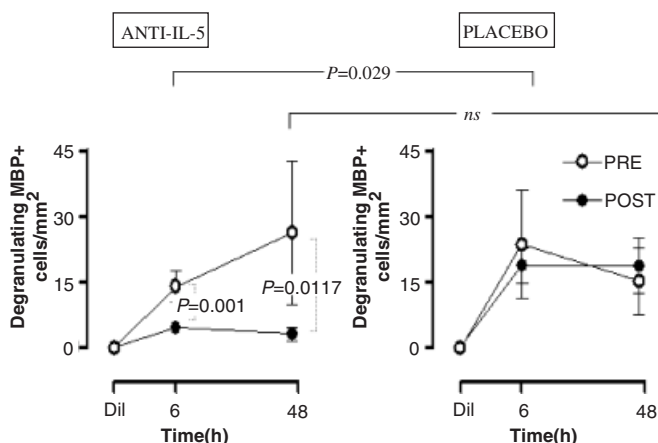 ANTI-IL-5
PLACEBO
P=0.029
ns
Degranulating MBP+
cells/mm2
45
30
15
0
P=0.001
P=0.0117
Dil
6
48
Time(h)
Degranulating MBP+
cells/mm2
45
30
15
0
PRE
POST
Dil
6
48
Time(h)